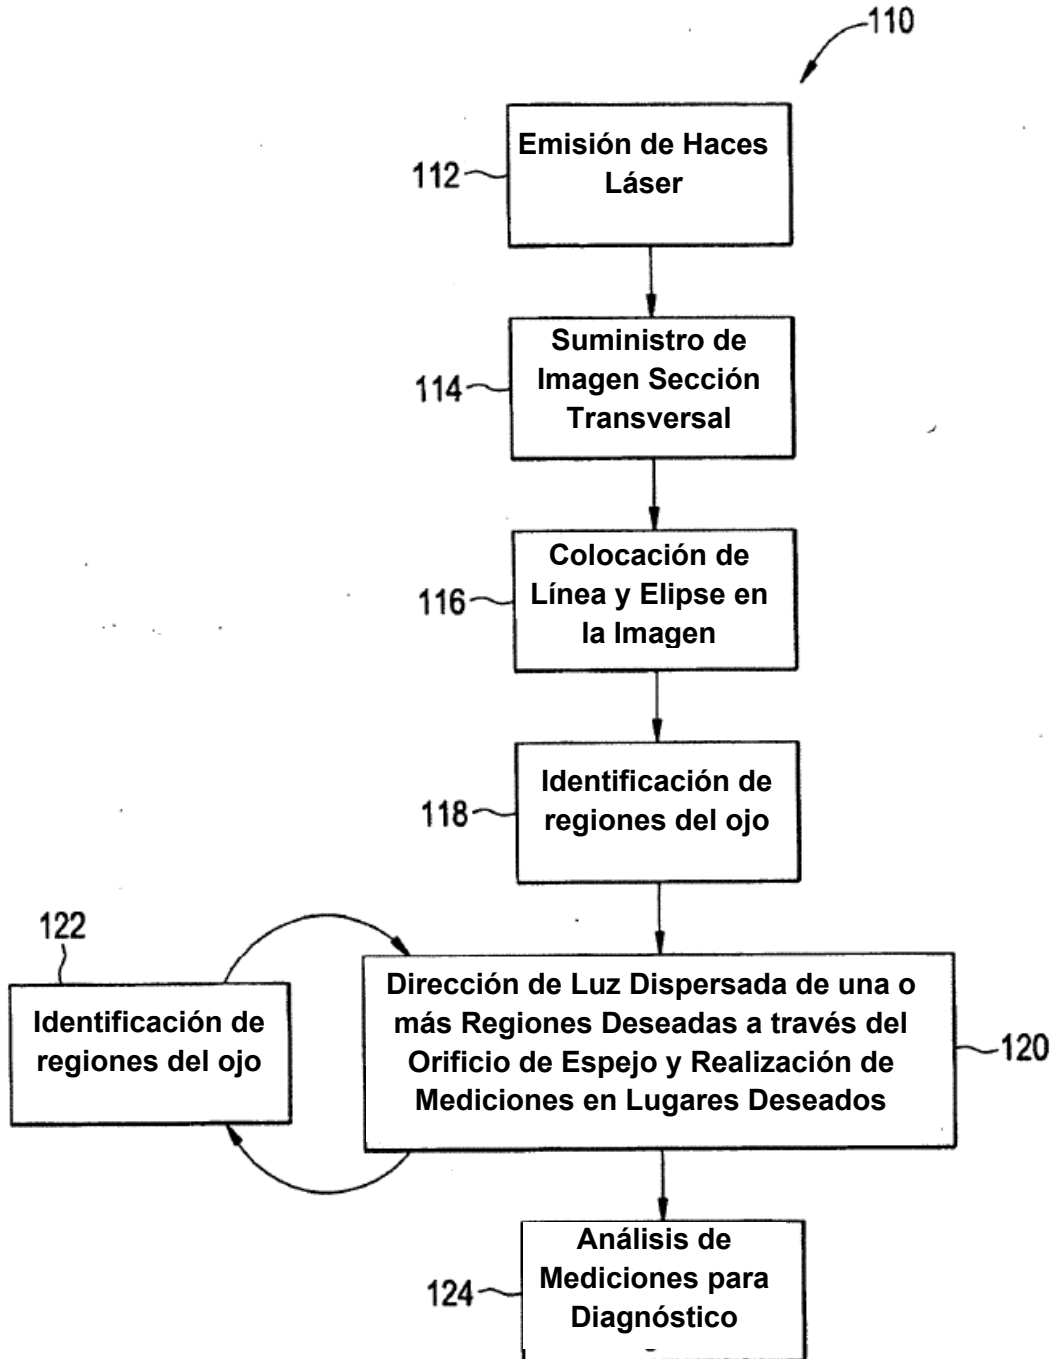 110
Emisión de Haces
Láser
112
Suministro de
Imagen Sección
Transversal
114
Colocación de
Línea y Elipse en
la Imagen
116
Identificación de
regiones del ojo
118
122
Identificación de
regiones del ojo
Dirección de Luz Dispersada de una o
más Regiones Deseadas a través del
Orificio de Espejo y Realización de
Mediciones en Lugares Deseados
120
Análisis de
Mediciones para
Diagnóstico
124